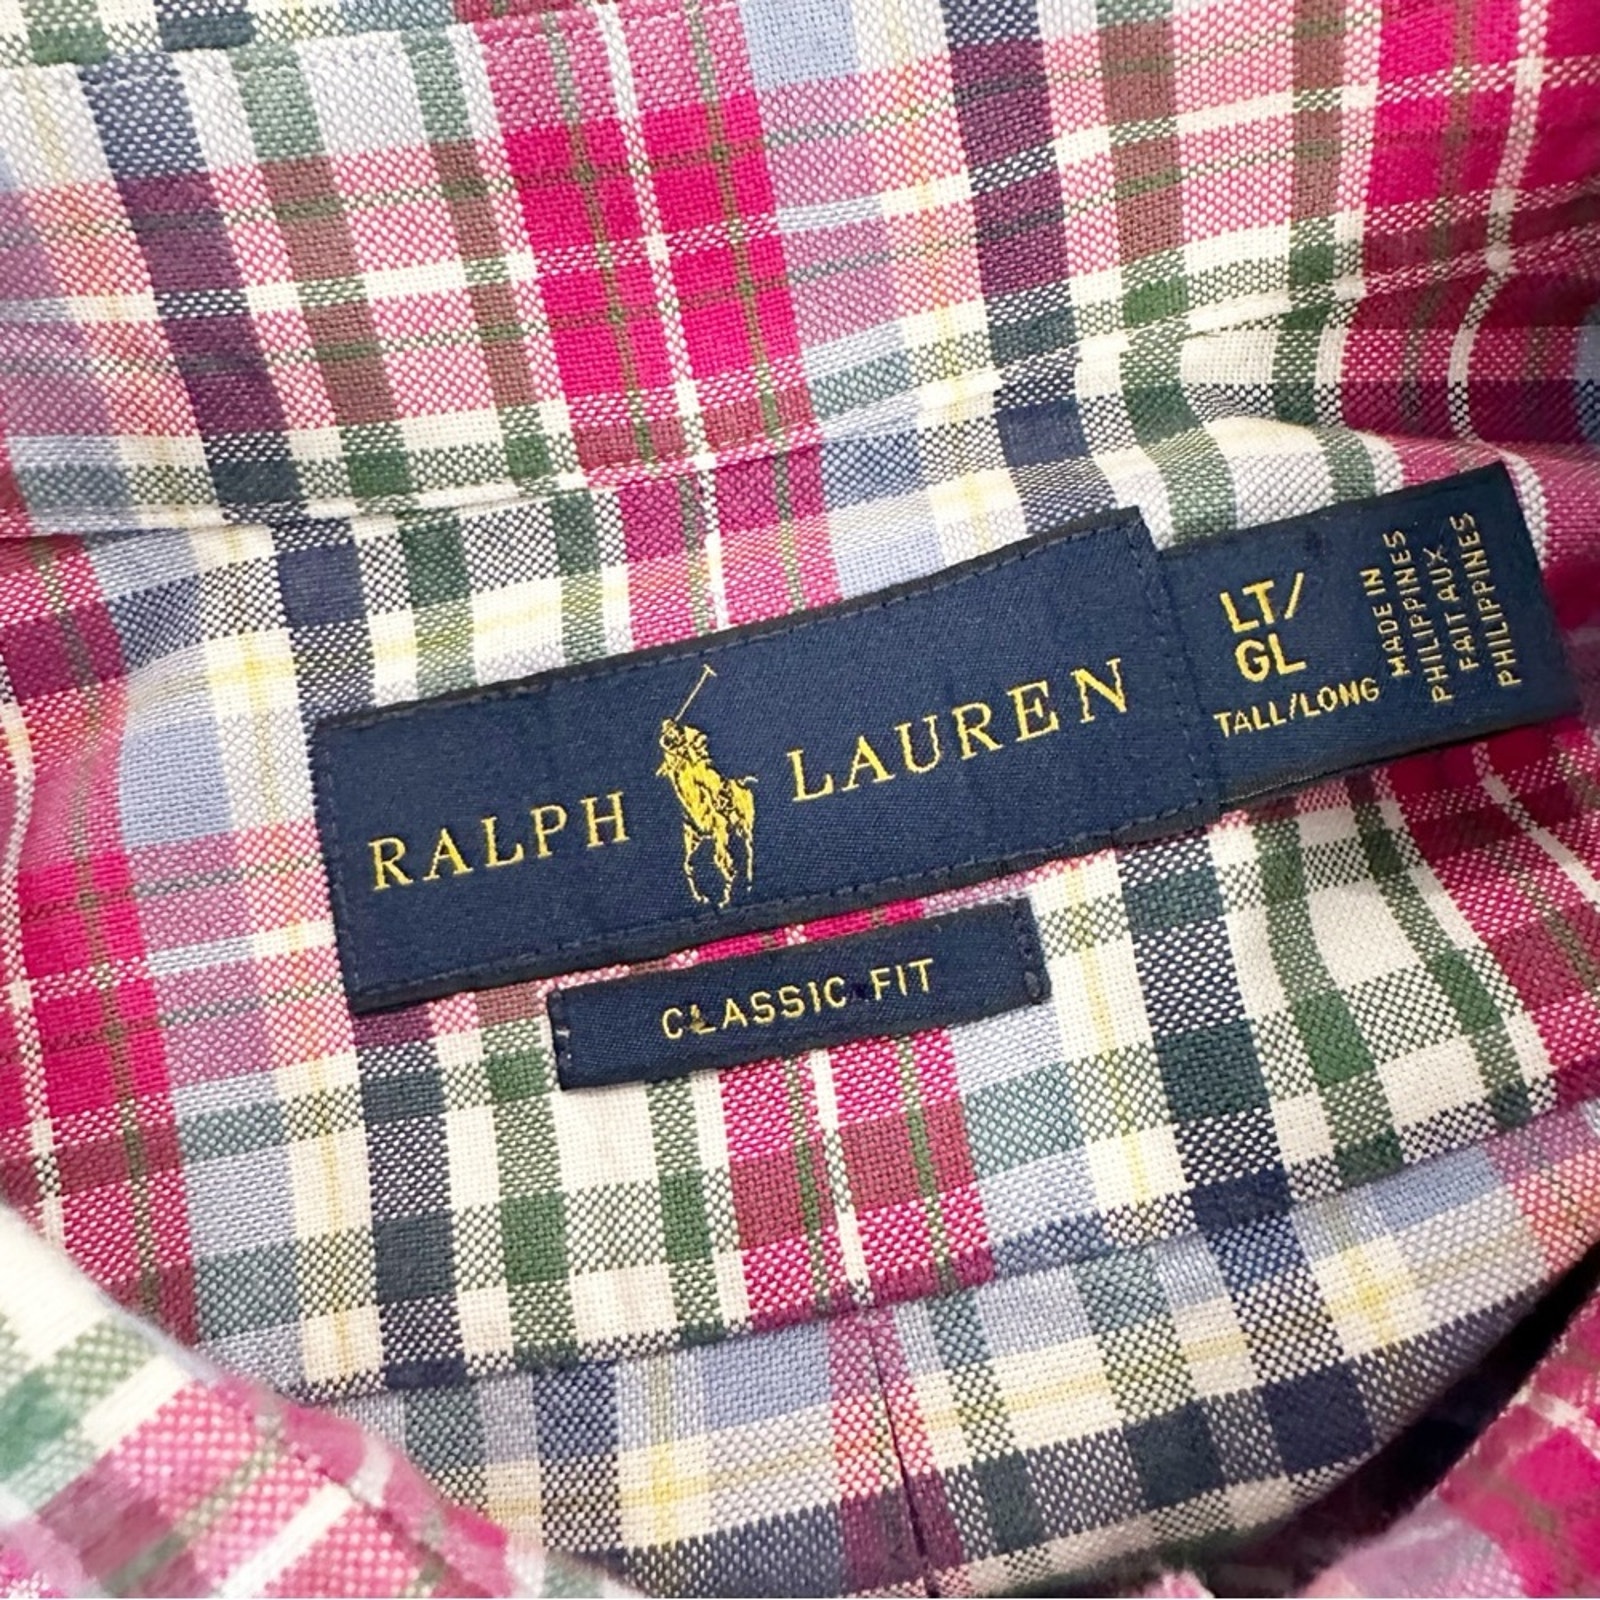 RALPH LAUREN
CLASSIC FIT
LT/
GL
TALL/LONG
MADE IN
PHILIPPINES
FAIT AUX
PHILIPPINES